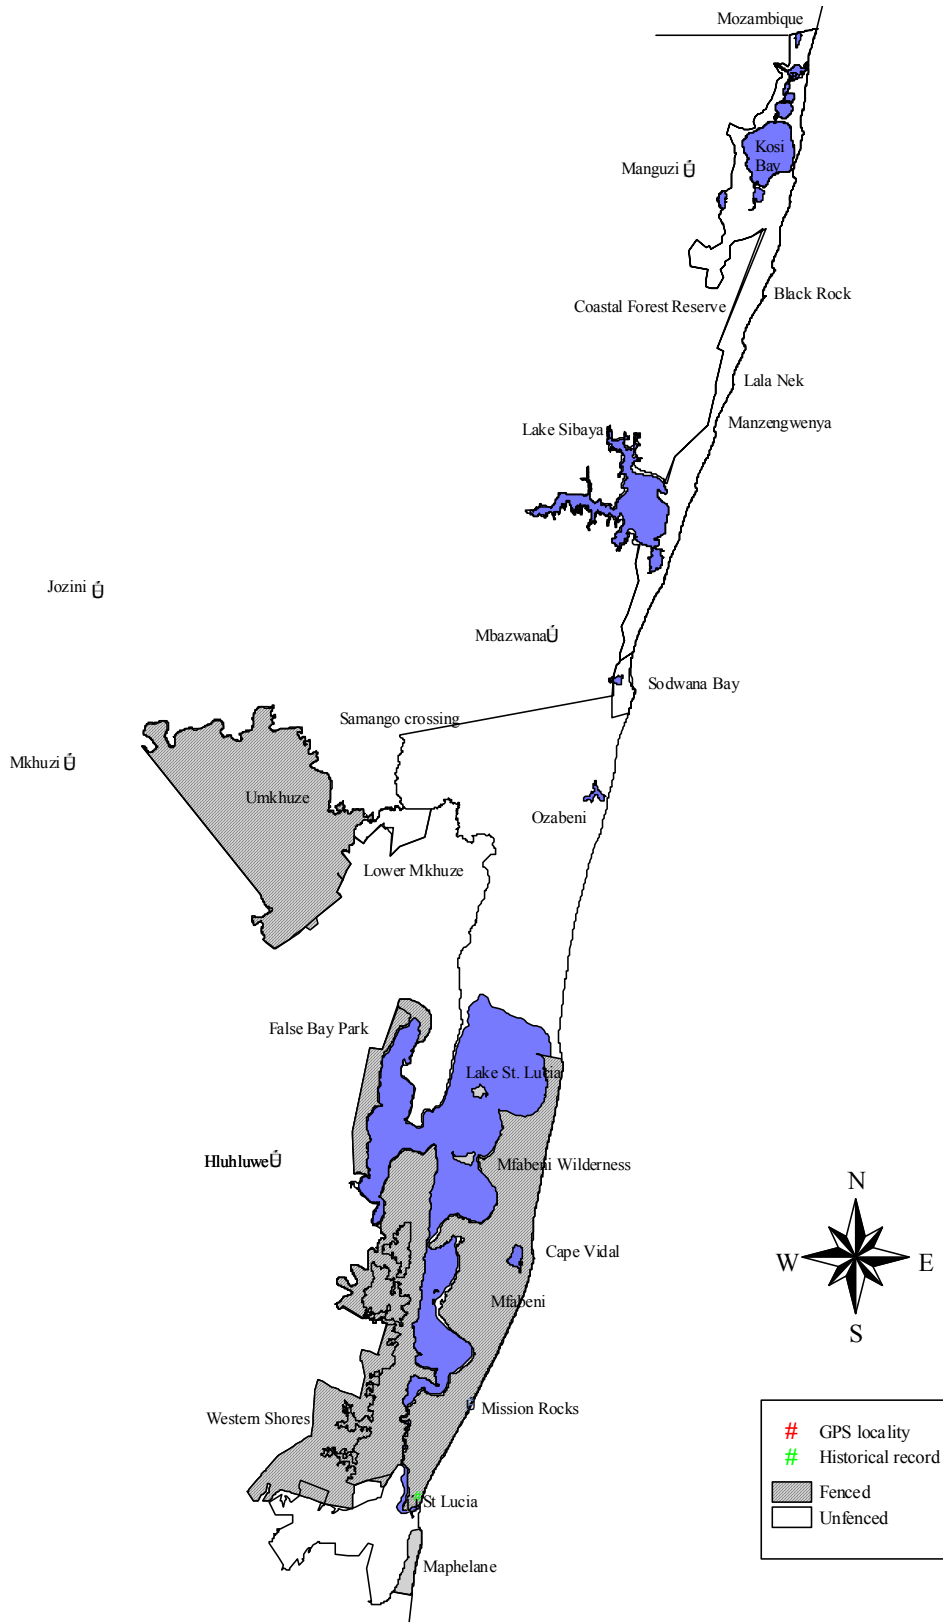 Mozambique
Kosi
Bay
Manguzi
Coastal Forest Reserve
Black Rock
Lala Nek
Manzengwenya
Lake Sibaya
Jozini
Mbazwana
Sodwana Bay
Samango crossing
Mkhuzi
Umkhuze
Ozabeni
Lower Mkhuze
False Bay Park
Lake St. Lucia
Hluhluwe
Mfabeni Wilderness
N
Cape Vidal
W
E
Mfabeni
S
Mission Rocks
Western Shores
# GPS locality
# Historical record
Fenced
St Lucia
Unfenced
Maphelane